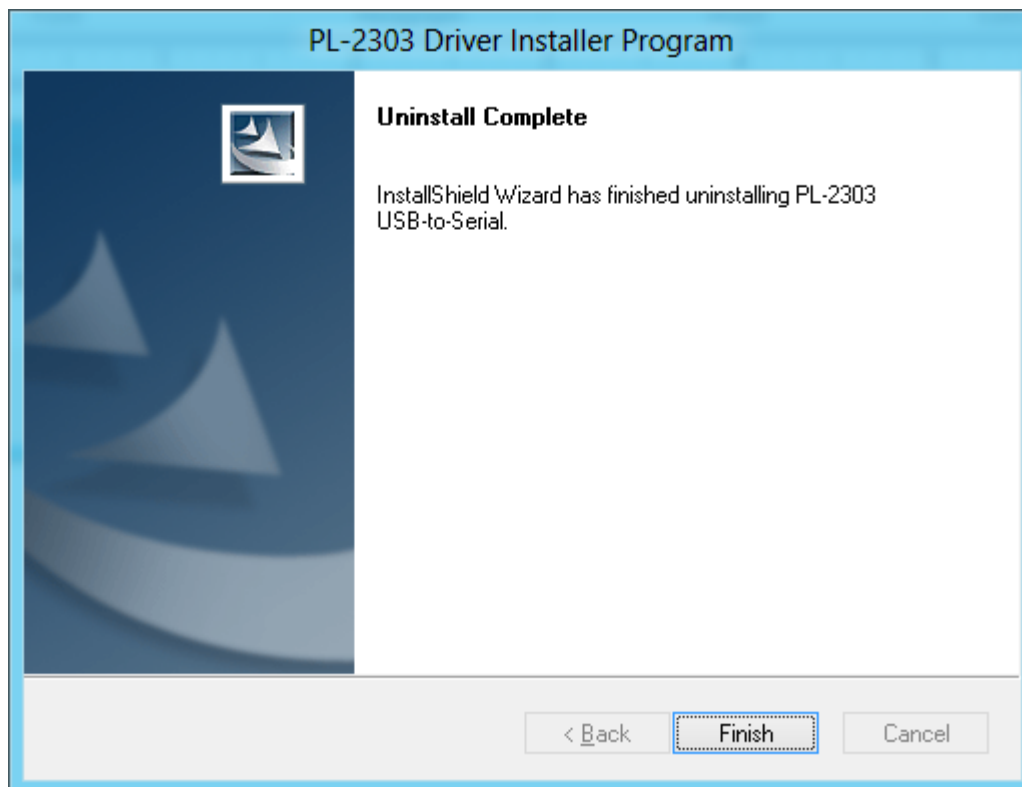 PL-2303 Driver Installer Program
Uninstall Complete
InstallShield Wizard has finished uninstalling PL-2303
USB-to-Serial.
< Back
Finish
Cancel